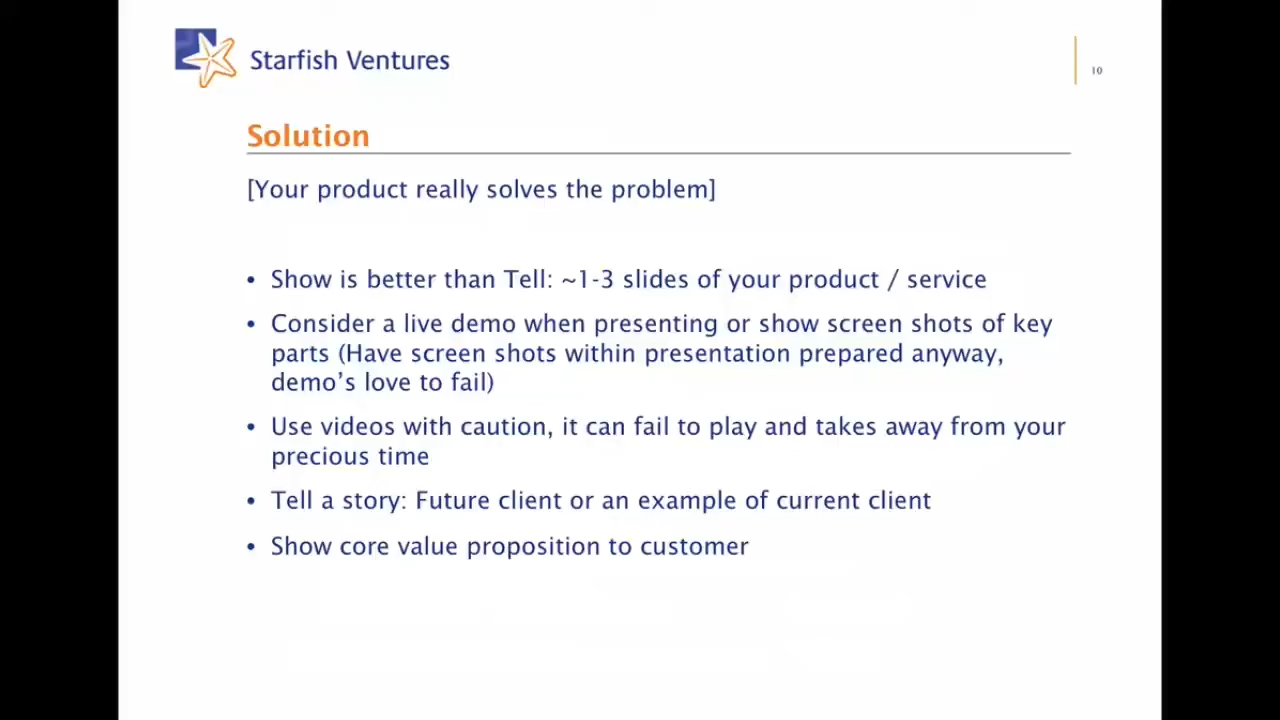 Starfish Ventures
10
Solution
[Your product really solves the problem]
• Show is better than Tell: ~1-3 slides of your product / service
• Consider a live demo when presenting or show screen shots of key
parts (Have screen shots within presentation prepared anyway,
demo’s love to fail)
• Use videos with caution, it can fail to play and takes away from your
precious time
• Tell a story: Future client or an example of current client
• Show core value proposition to customer